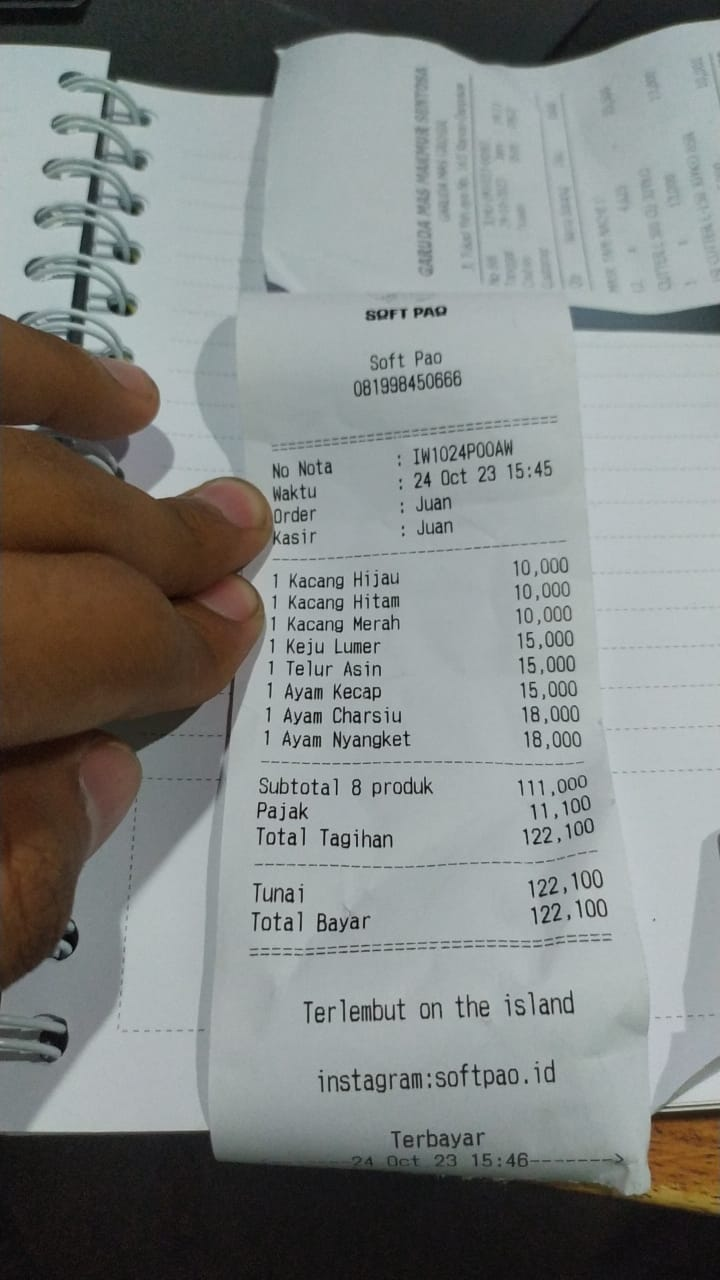 SOFT PAO
Soft Pao
081998450666
==========================================
No Nota : IW1024P00AW
Waktu : 24 Oct 23 15:45
Order : Juan
Kasir : Juan
------------------------------------------
1 Kacang Hijau 10,000
1 Kacang Hitam 10,000
1 Kacang Merah 10,000
1 Keju Lumer 15,000
1 Telur Asin 15,000
1 Ayam Kecap 15,000
1 Ayam Charsiu 18,000
1 Ayam Nyangket 18,000
------------------------------------------
Subtotal 8 produk 111,000
Pajak 11,100
Total Tagihan 122,100
------------------------------------------
Tunai 122,100
Total Bayar 122,100
==========================================
Terlembut on the island
instagram:softpao.id
Terbayar
<-------24 Oct 23 15:46------->
GARUDA MAS MAKMUR SENTOSA